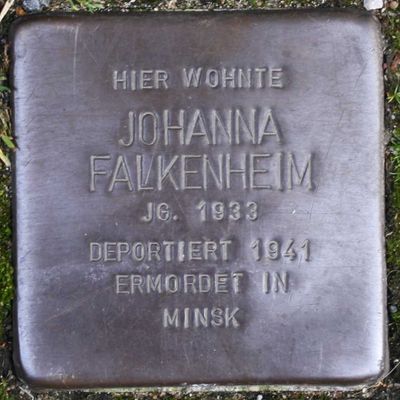 HIER WOHNTE
JOHANNA
FALKENHEIM
JG. 1933
DEPORTIERT 1941
ERMORDET IN
MINSK